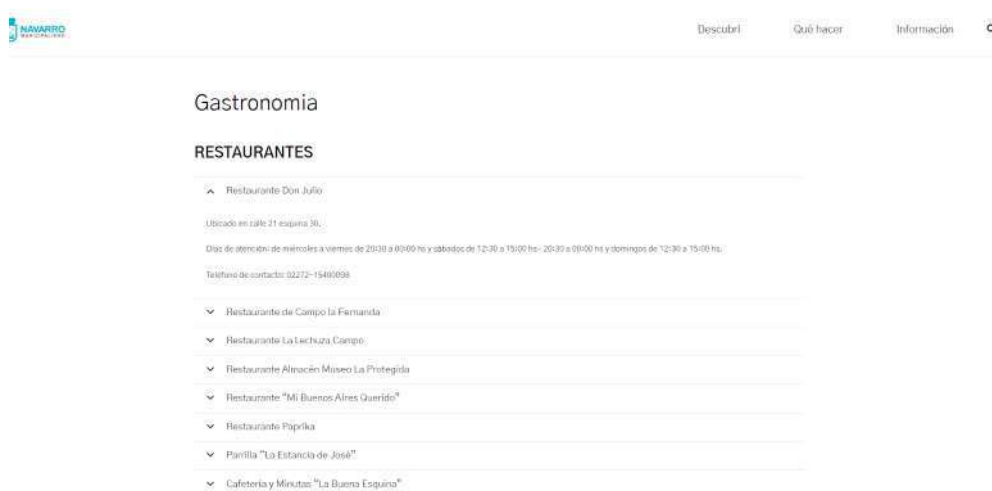 NAVARRO
MUNICIPALIDAD
Descubrí
Qué hacer
Información
Gastronomia
RESTAURANTES
Restaurante Don Julio
Ubicado en calle 21 esquina 30.
Días de atención: de miércoles a viernes de 20:30 a 00:00 hs y sábados de 12:30 a 15:00 hs- 20:30 a 00:00 hs y domingos de 12:30 a 15:00 hs.
Teléfono de contacto: 02272-15400098
Restaurante de Campo la Fernanda
Restaurante La Lechuza Campo
Restaurante Almacén Museo La Protegida
Restaurante "Mi Buenos Aires Querido"
Restaurante Paprika
Parrilla "La Estancia de José"
Cafetería y Minutas "La Buena Esquina"